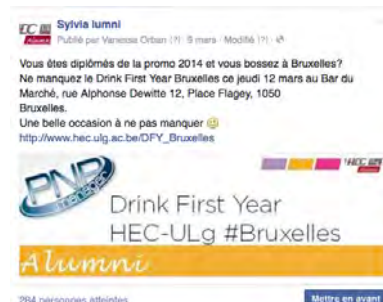 Sylvia lumni
Publié par Vanessa Orban [?] · 9 mars · Modifié [?] ·
Vous êtes diplômés de la promo 2014 et vous bossez à Bruxelles?
Ne manquez le Drink First Year Bruxelles ce jeudi 12 mars au Bar du
Marché, rue Alphonse Dewitte 12, Place Flagey, 1050
Bruxelles.
Une belle occasion à ne pas manquer
http://www.hec.ulg.ac.be/DFY_Bruxelles
PNP
Drink First Year
HEC-ULg #Bruxelles
Alumni
284 personnes atteintes
Mettre en avant